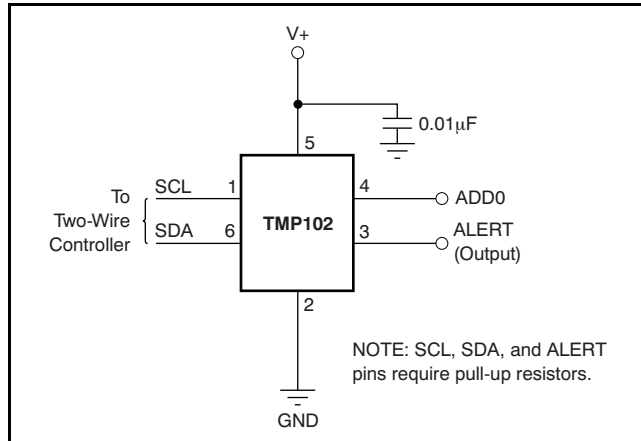 V+
0.01μF
5
To
Two-Wire
Controller
SCL
1
SDA
6
TMP102
4
ADD0
3
ALERT
(Output)
2
GND
NOTE: SCL, SDA, and ALERT
pins require pull-up resistors.